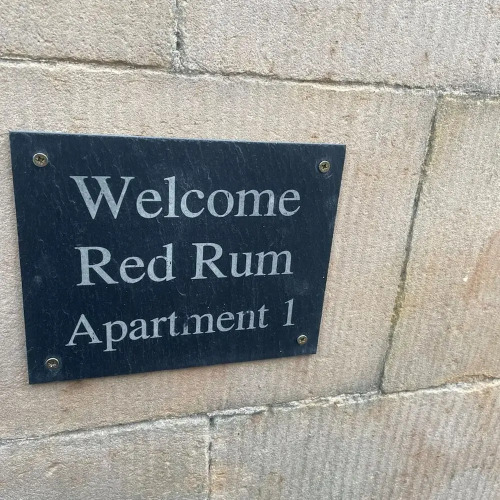 Welcome
Red Rum
Apartment 1